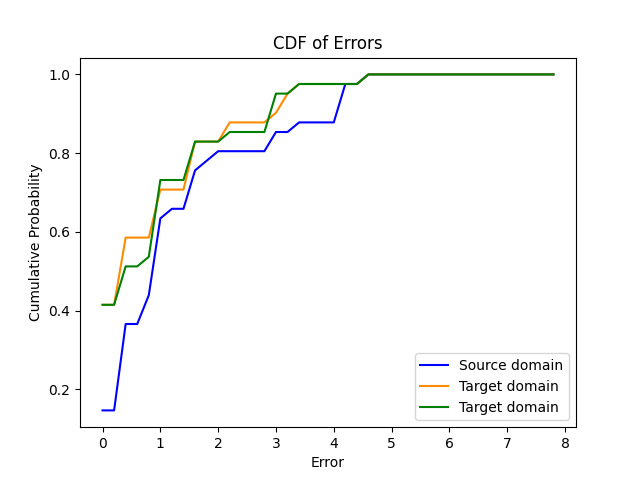 CDF of Errors
Cumulative Probability
1.0
0.8
0.6
0.4
0.2
0 1 2 3 4 5 6 7 8
Error
Source domain
Target domain
Target domain